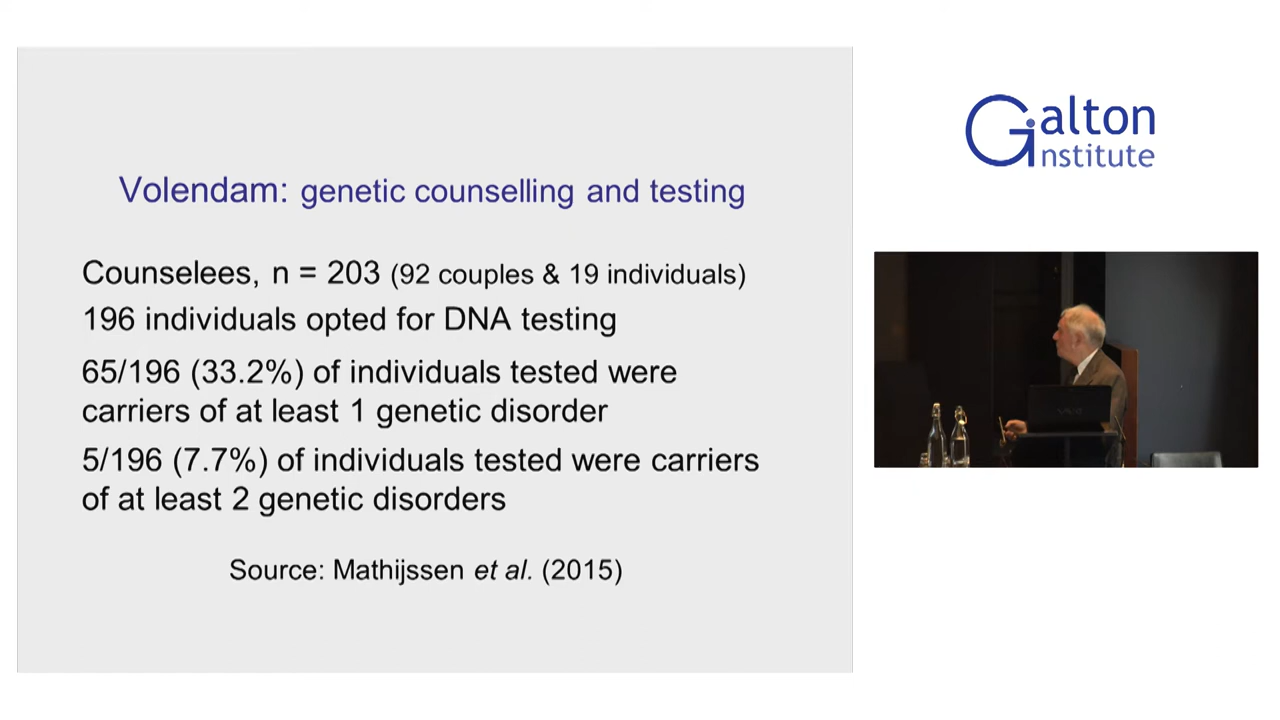 Galton
institute
Volendam: genetic counselling and testing
Counselees, n = 203 (92 couples & 19 individuals)
196 individuals opted for DNA testing
65/196 (33.2%) of individuals tested were
carriers of at least 1 genetic disorder
5/196 (7.7%) of individuals tested were carriers
of at least 2 genetic disorders
Source: Mathijssen et al. (2015)
VAIO